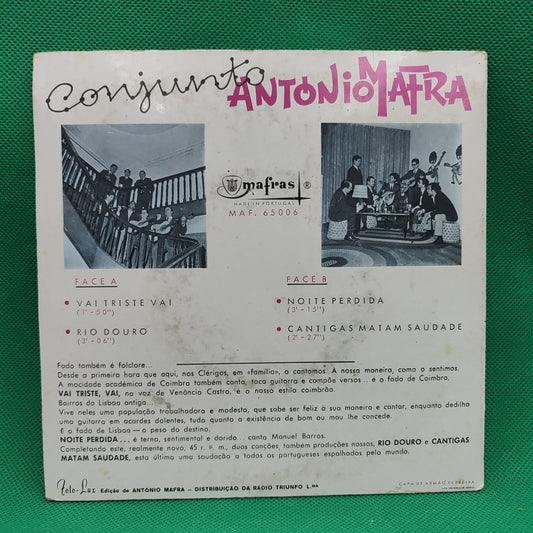 Conjunto ANTÓNIO MAFRA
mafras ®
MADE IN PORTUGAL
MAF. 65006
FACE A
VAI TRISTE VAI
(1' - 50'')
RIO DOURO
(3' - 06'')
FACE B
NOITE PERDIDA
(3' - 15'')
CANTIGAS MATAM SAUDADE
(2' - 27'')
Fado também é folclore...
Desde a primeira hora que aqui, nos Clérigos, em «família», o cantamos. À nossa maneira, como o sentimos.
A mocidade académica de Coimbra também canta, toca guitarra e compõe versos... é o fado de Coimbra.
VAI TRISTE, VAI, na voz de Venâncio Castro, é o nosso estilo coimbrão.
Bairros da Lisboa antiga...
Vive neles uma população trabalhadora e modesta, que sabe ser feliz à sua maneira e cantar, enquanto dedilha
uma guitarra em acordes dolentes, tudo quanto a existência de bom ou mau lhe concede.
E o fado de Lisboa — o peso do destino.
NOITE PERDIDA... é terno, sentimental e dorido... canta Manuel Barros.
Completando este, realmente novo, 45 r. p. m., duas canções, também produções nossas, RIO DOURO e CANTIGAS
MATAM SAUDADE, esta última uma saudação a todos os portugueses espalhados pelo mundo.
Foto-Luz Edição de ANTÓNIO MAFRA — DISTRIBUIÇÃO DA RÁDIO TRIUNFO L.DA
CAPA DE ARMÃO FERREIRA